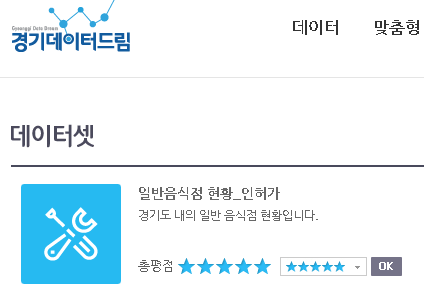 Gyeonggi Data Dream
경기데이터드림
데이터 맞춤형
데이터셋
일반음식점 현황_인허가
경기도 내의 일반 음식점 현황입니다.
총평점 ★★★★★ ★★★★★ OK